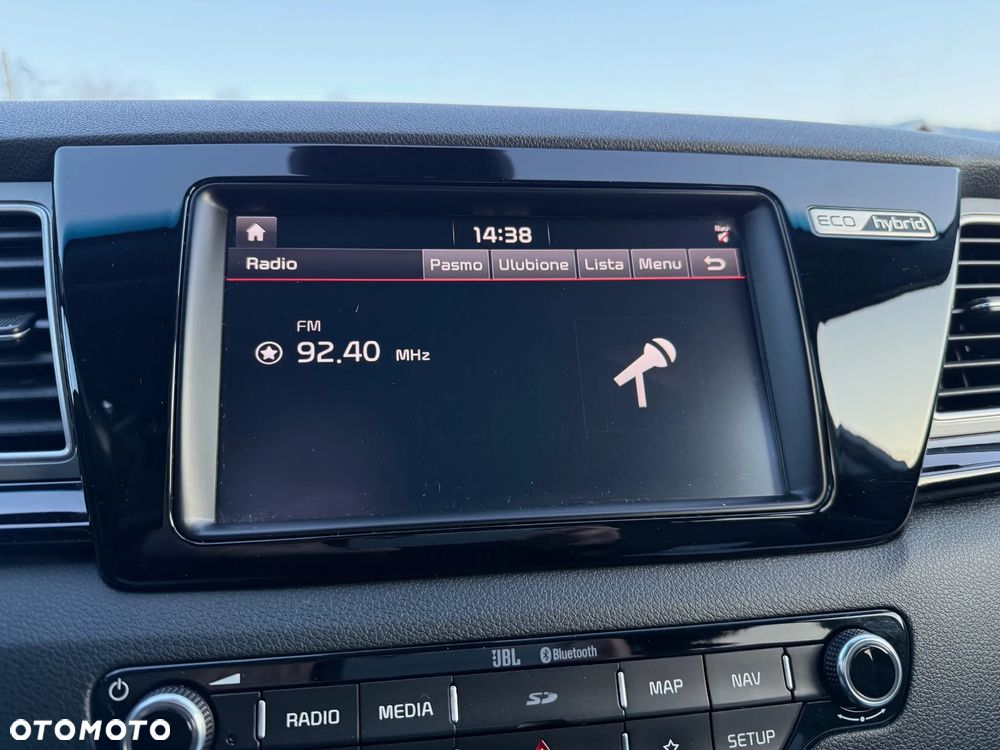 14:38
ECO hybrid
Nav
Radio Pasmo Ulubione Lista Menu
FM
92.40 MHz
JBL Bluetooth
RADIO MEDIA SD MAP NAV
SETUP
OTOMOTO